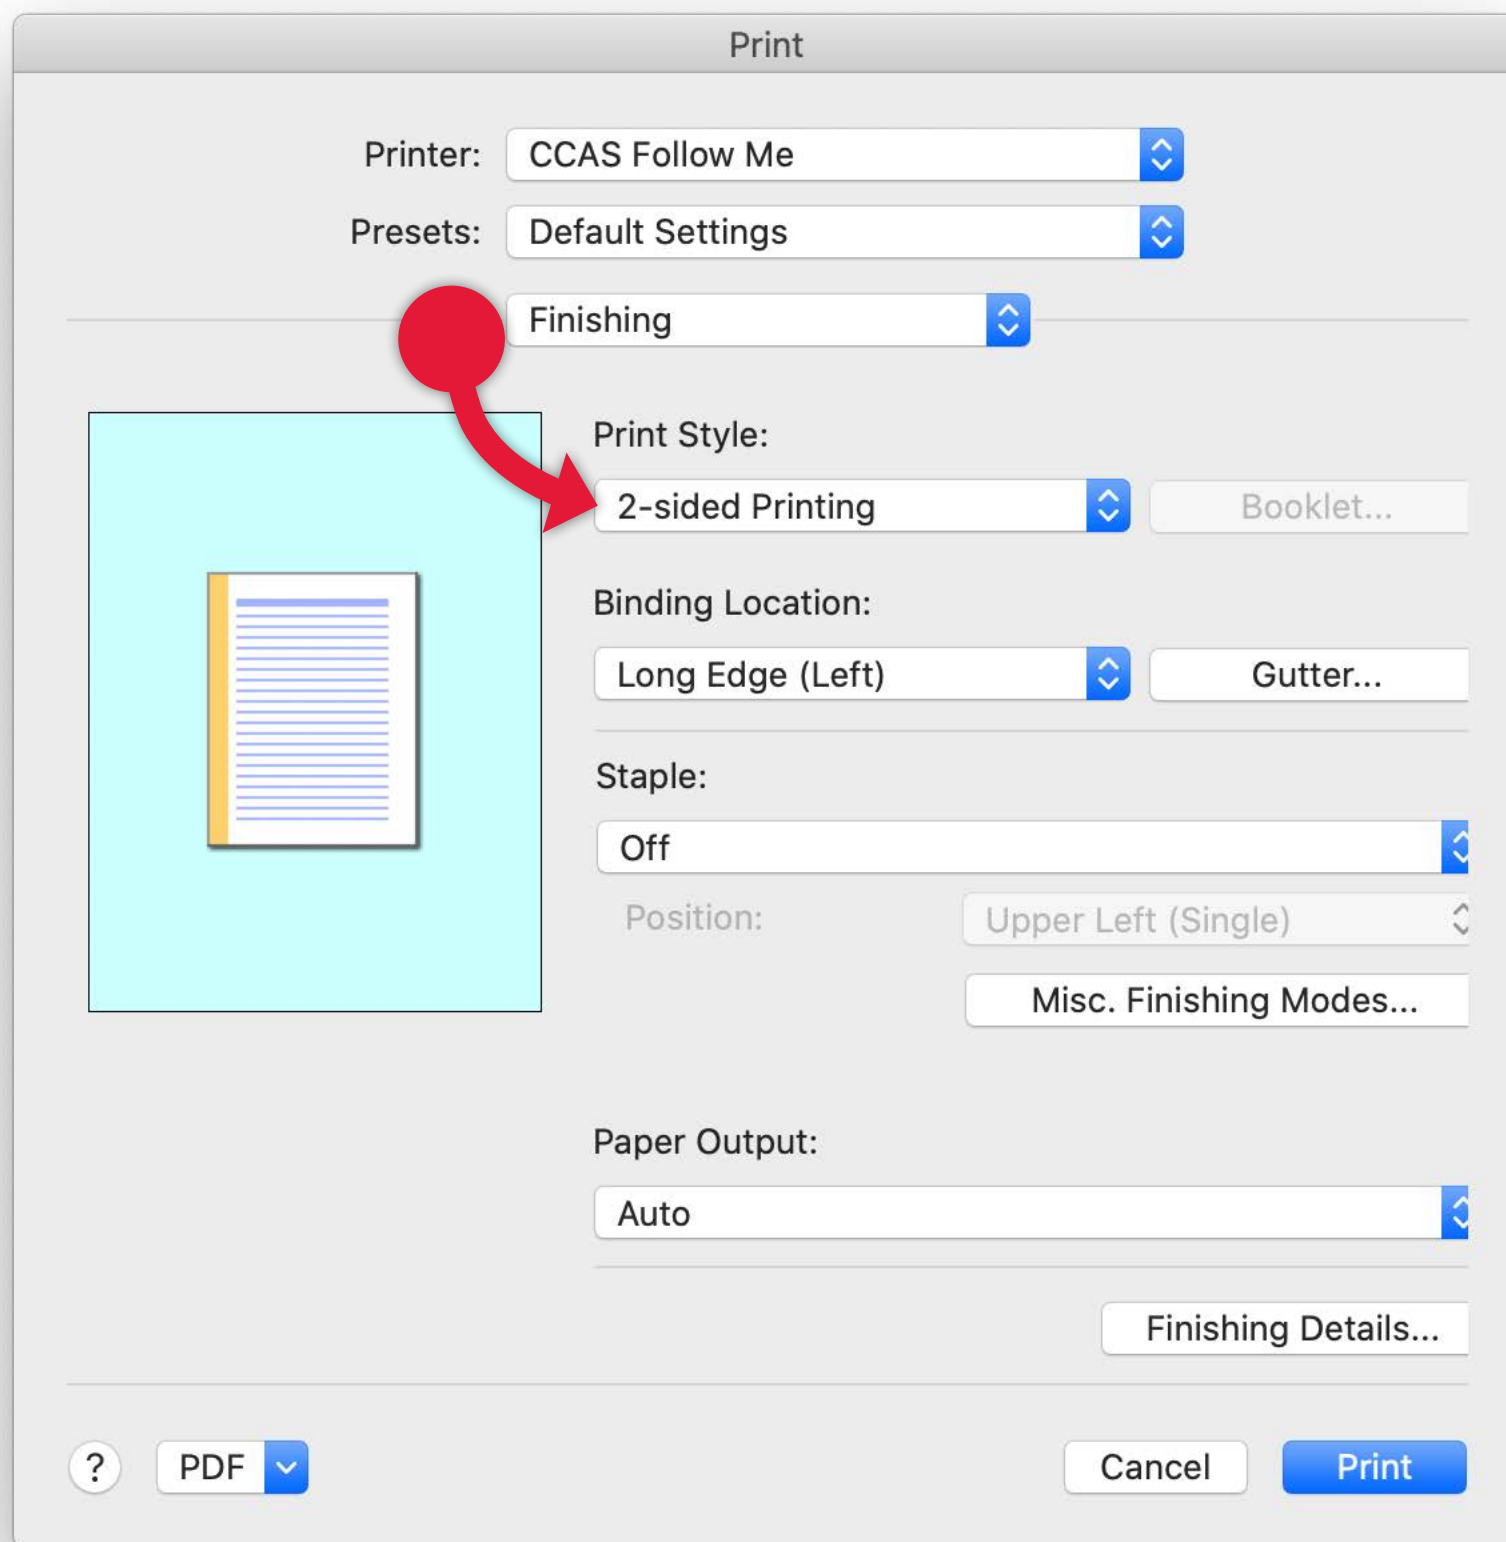 Print
Printer: CCAS Follow Me
Presets: Default Settings
Finishing
Print Style:
2-sided Printing Booklet...
Binding Location:
Long Edge (Left) Gutter...
Staple:
Off
Position: Upper Left (Single)
Misc. Finishing Modes...
Paper Output:
Auto
Finishing Details...
? PDF Cancel Print